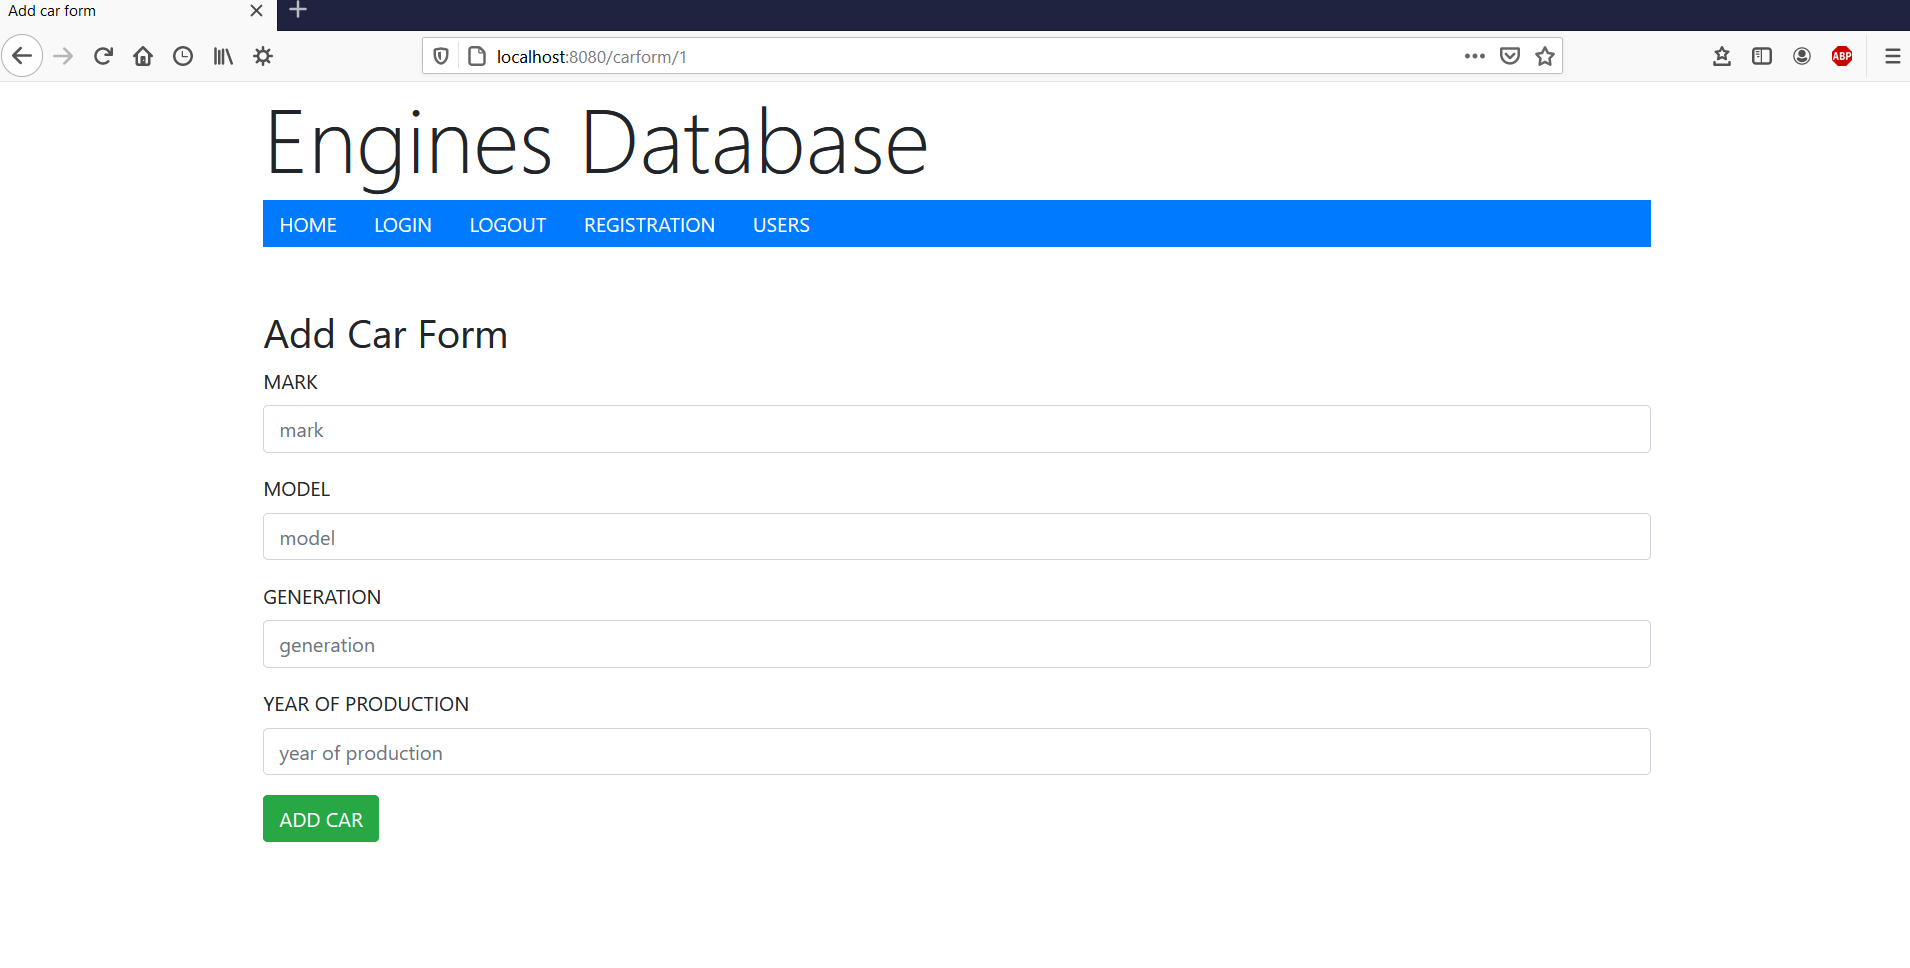 Add car form
localhost:8080/carform/1
ABP
Engines Database
HOME LOGIN LOGOUT REGISTRATION USERS
Add Car Form
MARK
mark
MODEL
model
GENERATION
generation
YEAR OF PRODUCTION
year of production
ADD CAR